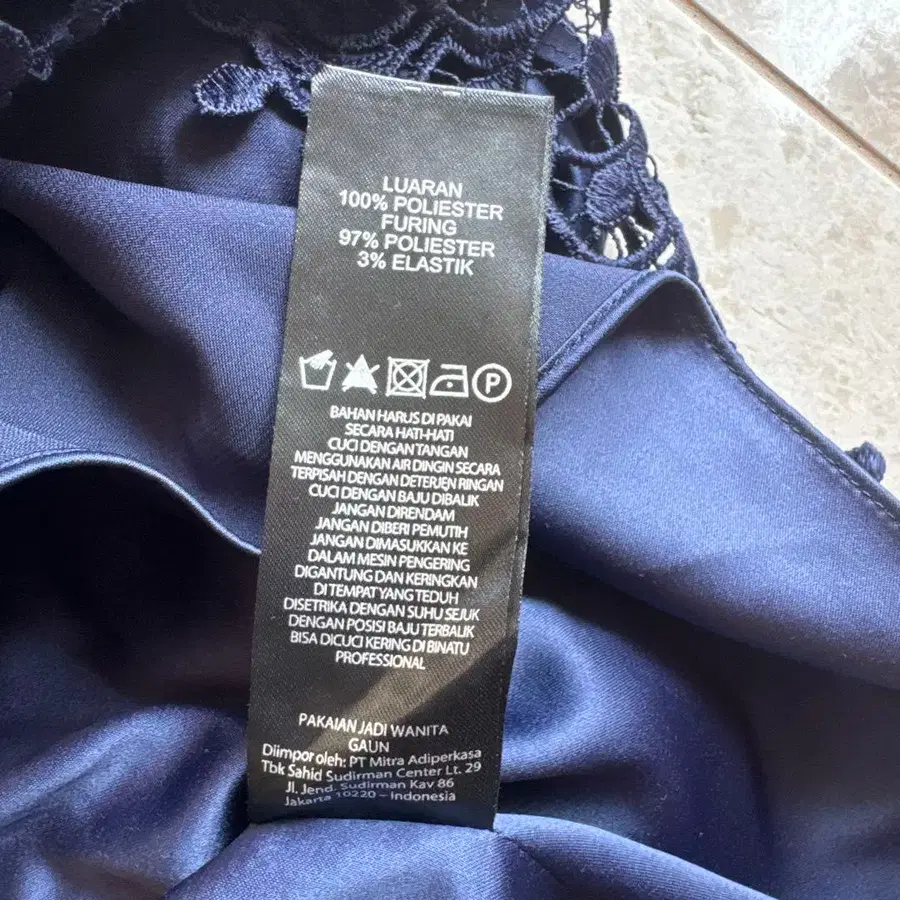 LUARAN
100% POLIESTER
FURING
97% POLIESTER
3% ELASTIK
P
BAHAN HARUS DI PAKAI
SECARA HATI-HATI
CUCI DENGAN TANGAN
MENGGUNAKAN AIR DINGIN SECARA
TERPISAH DENGAN DETERJEN RINGAN
CUCI DENGAN BAJU DIBALIK
JANGAN DIRENDAM
JANGAN DIBERI PEMUTIH
JANGAN DIMASUKKAN KE
DALAM MESIN PENGERING
DIGANTUNG DAN KERINGKAN
DI TEMPAT YANG TEDUH
DISETRIKA DENGAN SUHU SEJUK
DENGAN POSISI BAJU TERBALIK
BISA DICUCI KERING DI BINATU
PROFESSIONAL
PAKAIAN JADI WANITA
GAUN
Diimpor oleh: PT Mitra Adiperkasa
Tbk Sahid Sudirman Center Lt. 29
Jl. Jend. Sudirman Kav 86
Jakarta 10220 – Indonesia